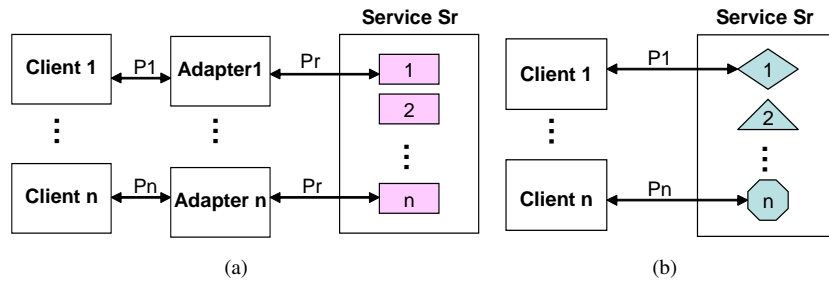 Service Sr
Client 1
P1
Adapter1
Pr
1
2
Client n
Pn
Adapter n
Pr
n
(a)
Service Sr
Client 1
P1
1
2
Client n
Pn
n
(b)